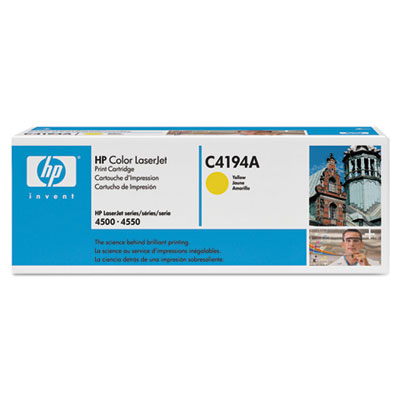 hp
invent
HP Color LaserJet
Print Cartridge
Cartouche d'Impression
Cartucho de Impresión
HP LaserJet series/séries/serie
4500 · 4550
C4194A
Yellow
Jaune
Amarillo
The science behind brilliant printing.
La science-au service d'impressions inégalables.
La ciencia detrás de una impresión sobresaliente.